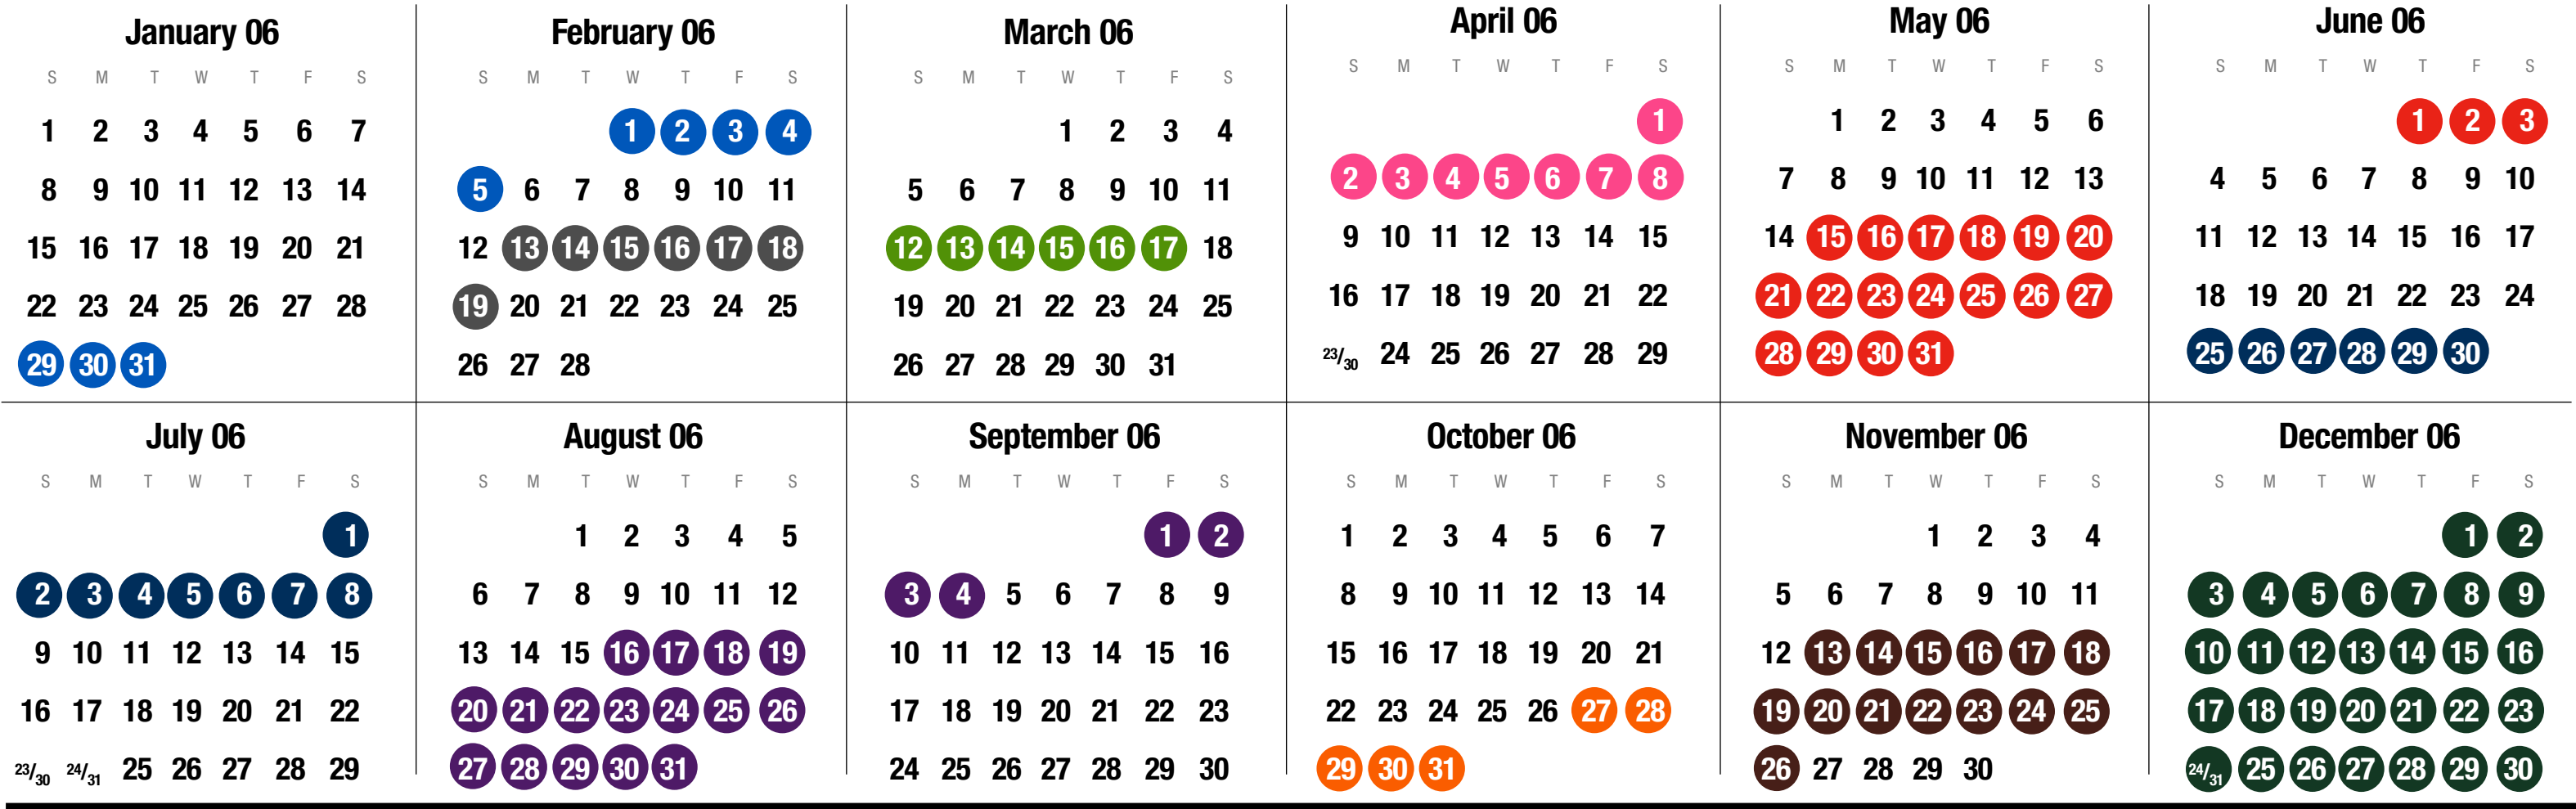 January 06
S M T W T F S
1 2 3 4 5 6 7
8 9 10 11 12 13 14
15 16 17 18 19 20 21
22 23 24 25 26 27 28
29 30 31
February 06
S M T W T F S
1 2 3 4
5 6 7 8 9 10 11
12 13 14 15 16 17 18
19 20 21 22 23 24 25
26 27 28
March 06
S M T W T F S
1 2 3 4
5 6 7 8 9 10 11
12 13 14 15 16 17 18
19 20 21 22 23 24 25
26 27 28 29 30 31
April 06
S M T W T F S
1
2 3 4 5 6 7 8
9 10 11 12 13 14 15
16 17 18 19 20 21 22
23/30 24 25 26 27 28 29
May 06
S M T W T F S
1 2 3 4 5 6
7 8 9 10 11 12 13
14 15 16 17 18 19 20
21 22 23 24 25 26 27
28 29 30 31
June 06
S M T W T F S
1 2 3
4 5 6 7 8 9 10
11 12 13 14 15 16 17
18 19 20 21 22 23 24
25 26 27 28 29 30
July 06
S M T W T F S
1
2 3 4 5 6 7 8
9 10 11 12 13 14 15
16 17 18 19 20 21 22
23/30 24/31 25 26 27 28 29
August 06
S M T W T F S
1 2 3 4 5
6 7 8 9 10 11 12
13 14 15 16 17 18 19
20 21 22 23 24 25 26
27 28 29 30 31
September 06
S M T W T F S
1 2
3 4 5 6 7 8 9
10 11 12 13 14 15 16
17 18 19 20 21 22 23
24 25 26 27 28 29 30
October 06
S M T W T F S
1 2 3 4 5 6 7
8 9 10 11 12 13 14
15 16 17 18 19 20 21
22 23 24 25 26 27 28
29 30 31
November 06
S M T W T F S
1 2 3 4
5 6 7 8 9 10 11
12 13 14 15 16 17 18
19 20 21 22 23 24 25
26 27 28 29 30
December 06
S M T W T F S
1 2
3 4 5 6 7 8 9
10 11 12 13 14 15 16
17 18 19 20 21 22 23
24/31 25 26 27 28 29 30